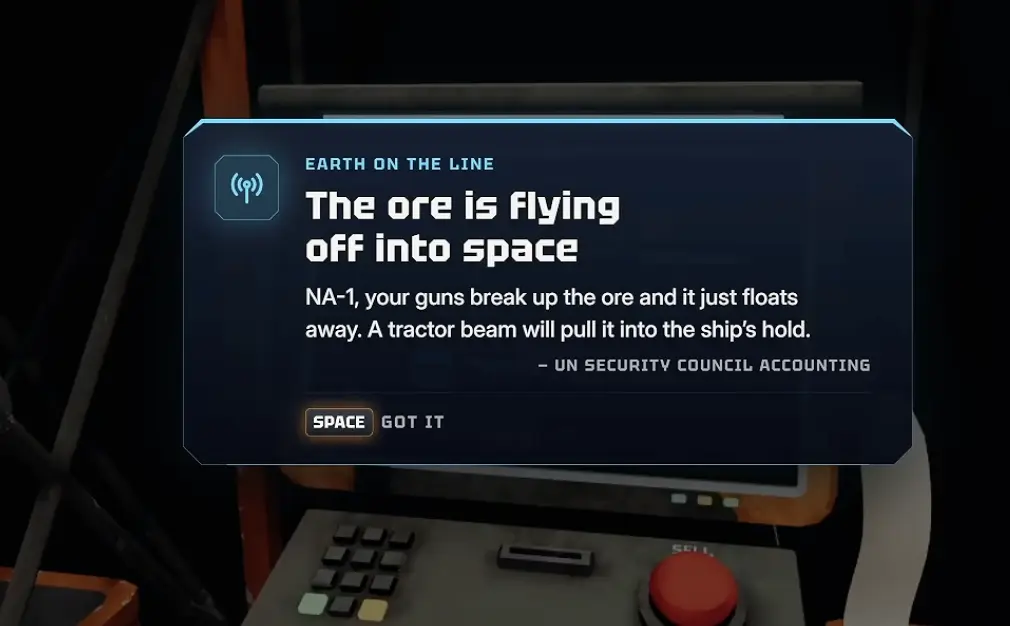 EARTH ON THE LINE
The ore is flying
off into space
NA-1, your guns break up the ore and it just floats
away. A tractor beam will pull it into the ship's hold.
– UN SECURITY COUNCIL ACCOUNTING
SPACE GOT IT
SELL